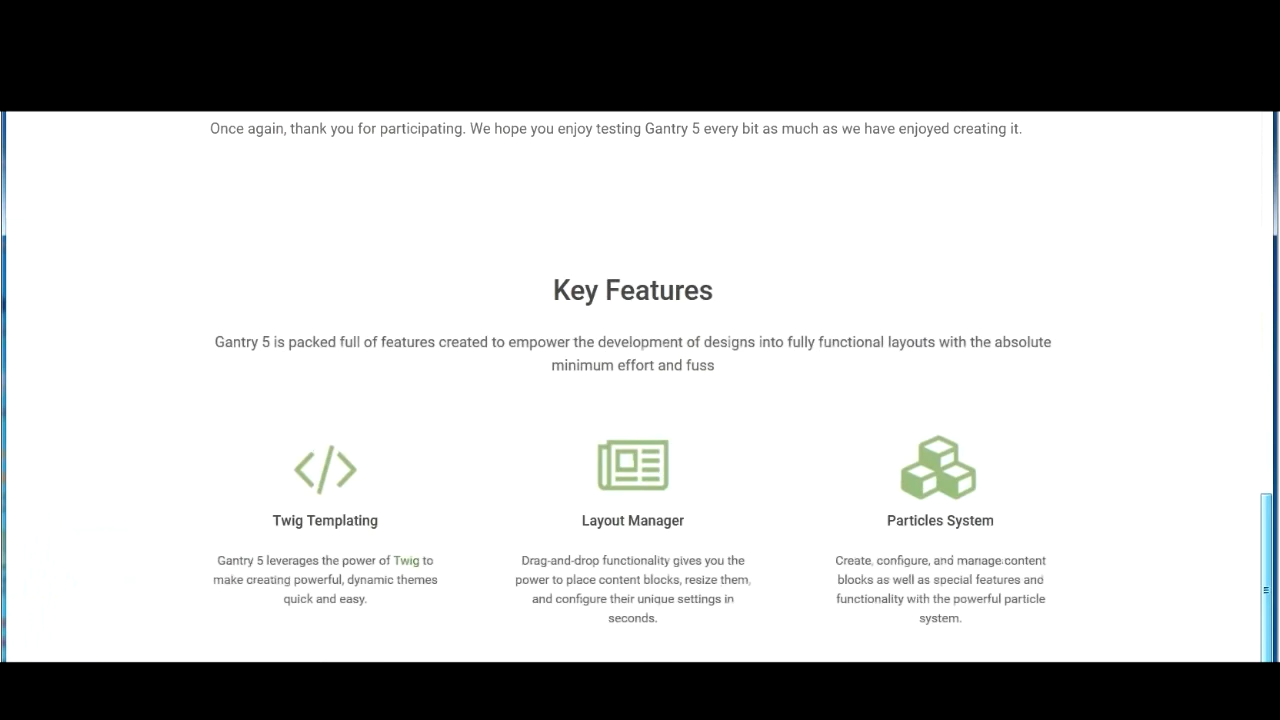 Once again, thank you for participating. We hope you enjoy testing Gantry 5 every bit as much as we have enjoyed creating it.
Key Features
Gantry 5 is packed full of features created to empower the development of designs into fully functional layouts with the absolute
minimum effort and fuss
Twig Templating
Gantry 5 leverages the power of Twig to
make creating powerful, dynamic themes
quick and easy.
Layout Manager
Drag-and-drop functionality gives you the
power to place content blocks, resize them,
and configure their unique settings in
seconds.
Particles System
Create, configure, and manage content
blocks as well as special features and
functionality with the powerful particle
system.